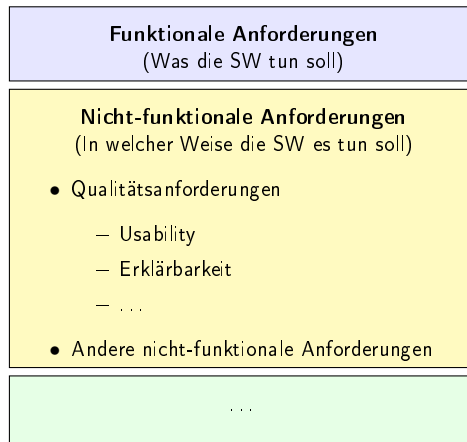 Funktionale Anforderungen
(Was die SW tun soll)
Nicht-funktionale Anforderungen
(In welcher Weise die SW es tun soll)
• Qualitätsanforderungen
– Usability
– Erklärbarkeit
– ...
• Andere nicht-funktionale Anforderungen
...